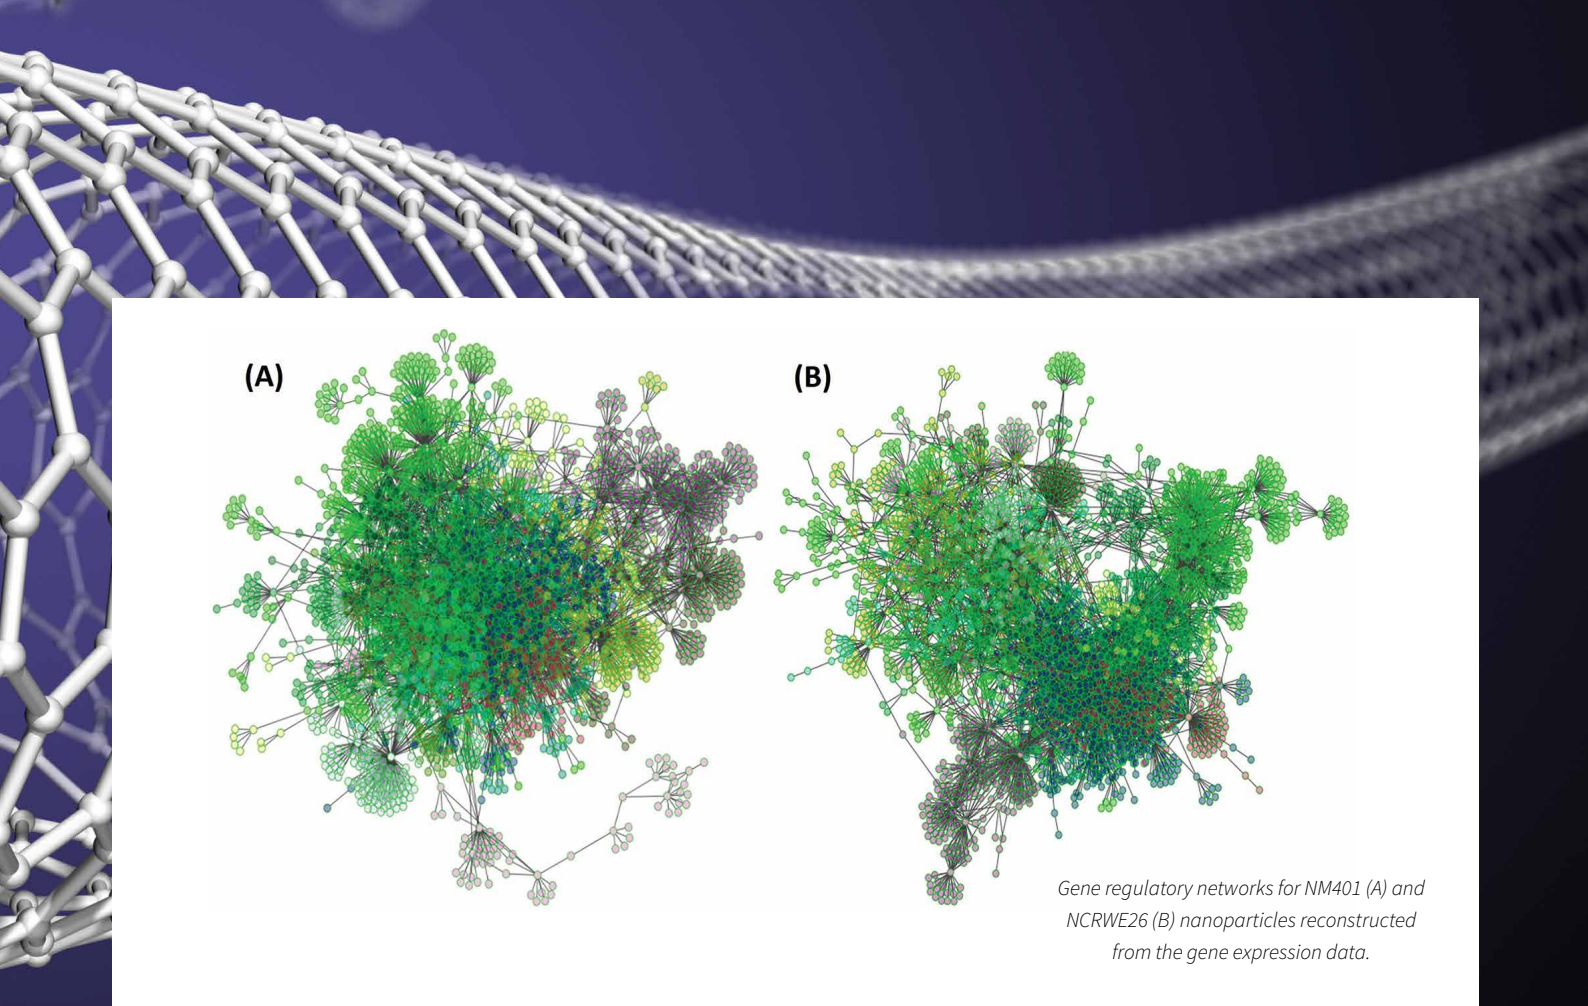 (A)
(B)
Gene regulatory networks for NM401 (A) and
NCRWE26 (B) nanoparticles reconstructed
from the gene expression data.